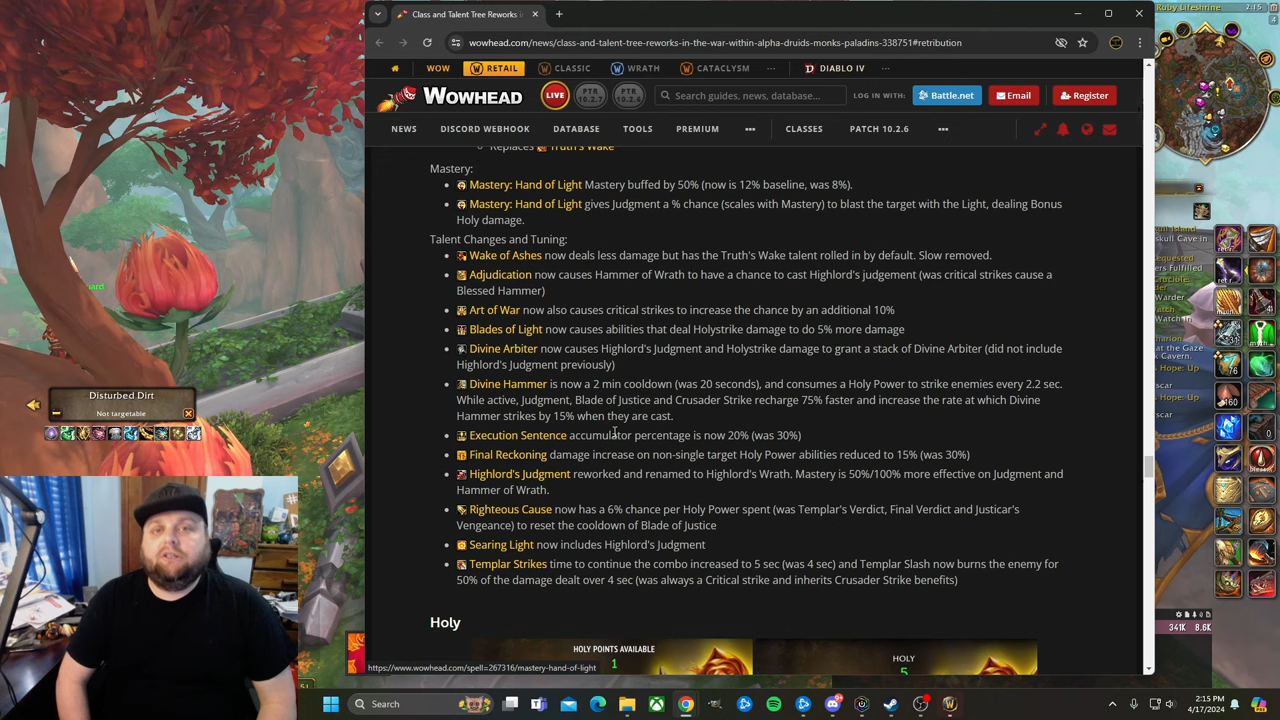 Class and Talent Tree Reworks i
wowhead.com/news/class-and-talent-tree-reworks-in-the-war-within-alpha-druids-monks-paladins-338751#retribution
WOW RETAIL CLASSIC WRATH CATACLYSM ... DIABLO IV ...
WOWHEAD LIVE PTR 10.2.7 PTR 10.2.6 Search guides, news, database... LOG IN WITH: Battle.net Email Register
NEWS DISCORD WEBHOOK DATABASE TOOLS PREMIUM ... CLASSES PATCH 10.2.6 ...
Replaces Truth's Wake
Mastery:
Mastery: Hand of Light Mastery buffed by 50% (now is 12% baseline, was 8%).
Mastery: Hand of Light gives Judgment a % chance (scales with Mastery) to blast the target with the Light, dealing Bonus
Holy damage.
Talent Changes and Tuning:
Wake of Ashes now deals less damage but has the Truth's Wake talent rolled in by default. Slow removed.
Adjudication now causes Hammer of Wrath to have a chance to cast Highlord's judgement (was critical strikes cause a
Blessed Hammer)
Art of War now also causes critical strikes to increase the chance by an additional 10%
Blades of Light now causes abilities that deal Holystrike damage to do 5% more damage
Divine Arbiter now causes Highlord's Judgment and Holystrike damage to grant a stack of Divine Arbiter (did not include
Highlord's Judgment previously)
Divine Hammer is now a 2 min cooldown (was 20 seconds), and consumes a Holy Power to strike enemies every 2.2 sec.
While active, Judgment, Blade of Justice and Crusader Strike recharge 75% faster and increase the rate at which Divine
Hammer strikes by 15% when they are cast.
Execution Sentence accumulator percentage is now 20% (was 30%)
Final Reckoning damage increase on non-single target Holy Power abilities reduced to 15% (was 30%)
Highlord's Judgment reworked and renamed to Highlord's Wrath. Mastery is 50%/100% more effective on Judgment and
Hammer of Wrath.
Righteous Cause now has a 6% chance per Holy Power spent (was Templar's Verdict, Final Verdict and Justicar's
Vengeance) to reset the cooldown of Blade of Justice
Searing Light now includes Highlord's Judgment
Templar Strikes time to continue the combo increased to 5 sec (was 4 sec) and Templar Slash now burns the enemy for
50% of the damage dealt over 4 sec (was always a Critical strike and inherits Crusader Strike benefits)
Holy
HOLY POINTS AVAILABLE
1
HOLY
5
https://www.wowhead.com/spell=267316/mastery-hand-of-light
Disturbed Dirt
Not targetable
Ruby Lifeshrine 2:15
341K 8.6K
Search
2:15 PM
4/17/2024